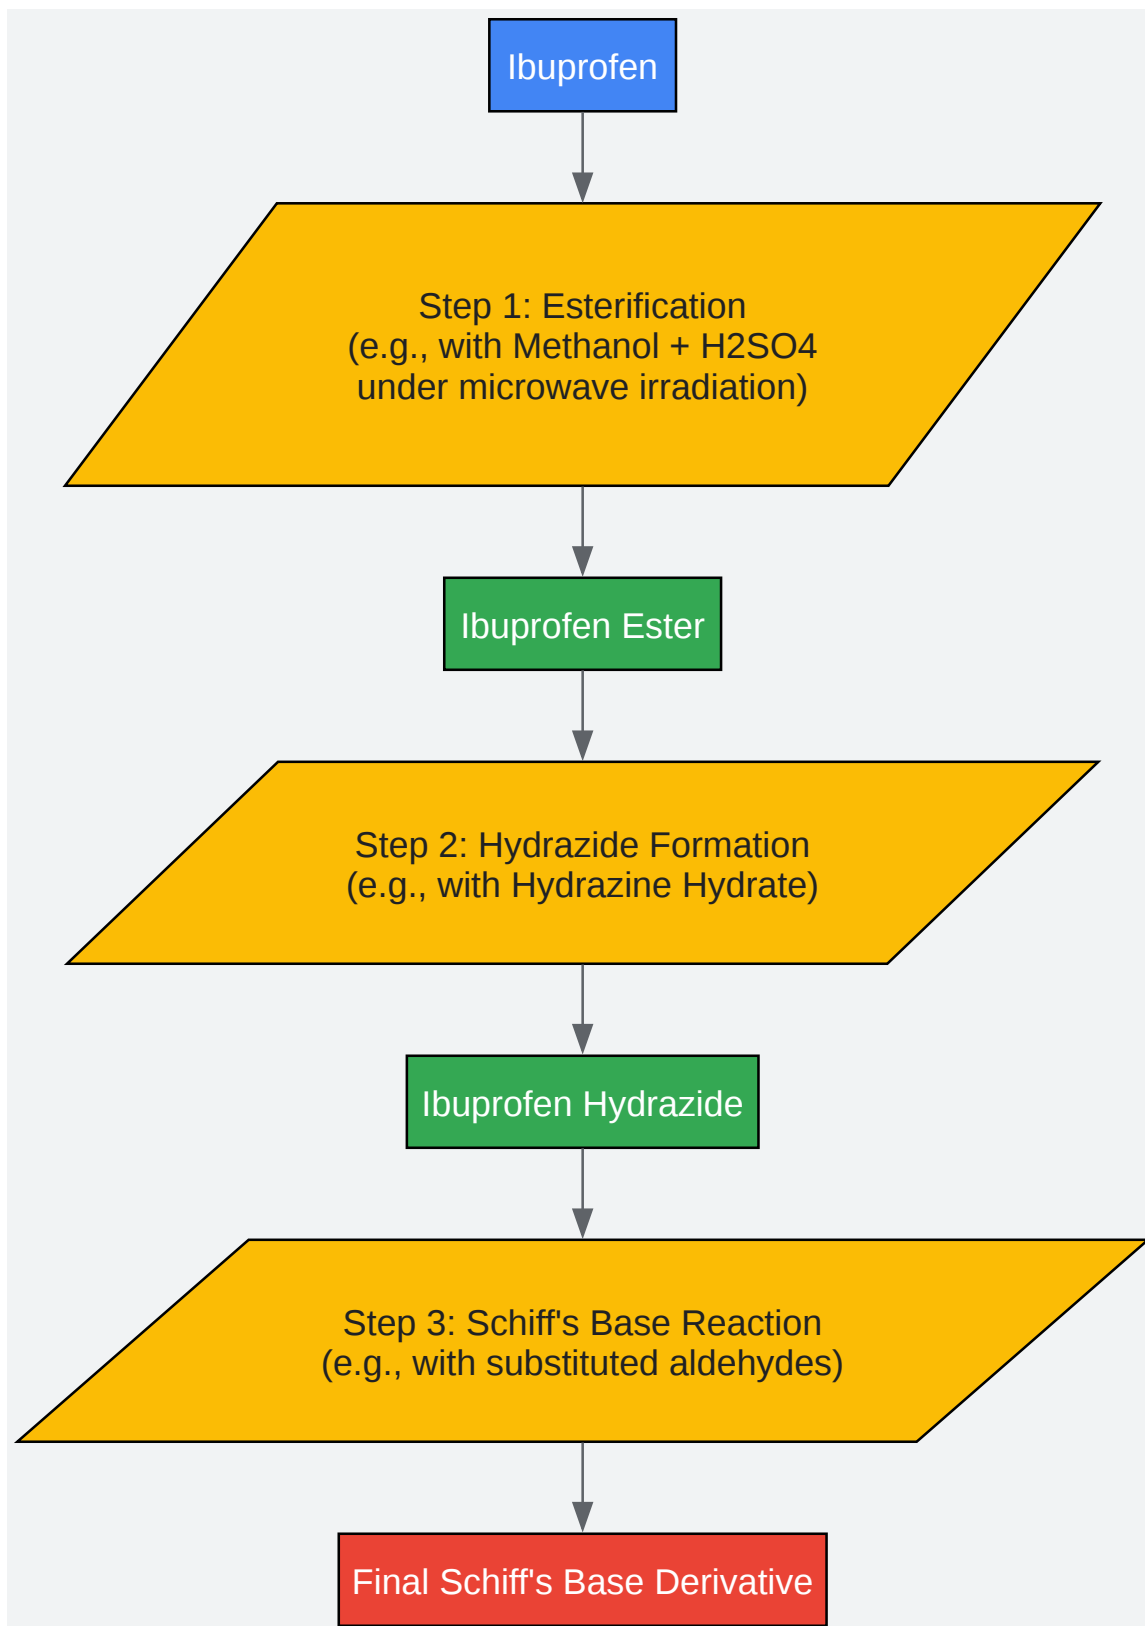 Ibuprofen
Step 1: Esterification
(e.g., with Methanol + H2SO4
under microwave irradiation)
Ibuprofen Ester
Step 2: Hydrazide Formation
(e.g., with Hydrazine Hydrate)
Ibuprofen Hydrazide
Step 3: Schiff's Base Reaction
(e.g., with substituted aldehydes)
Final Schiff's Base Derivative